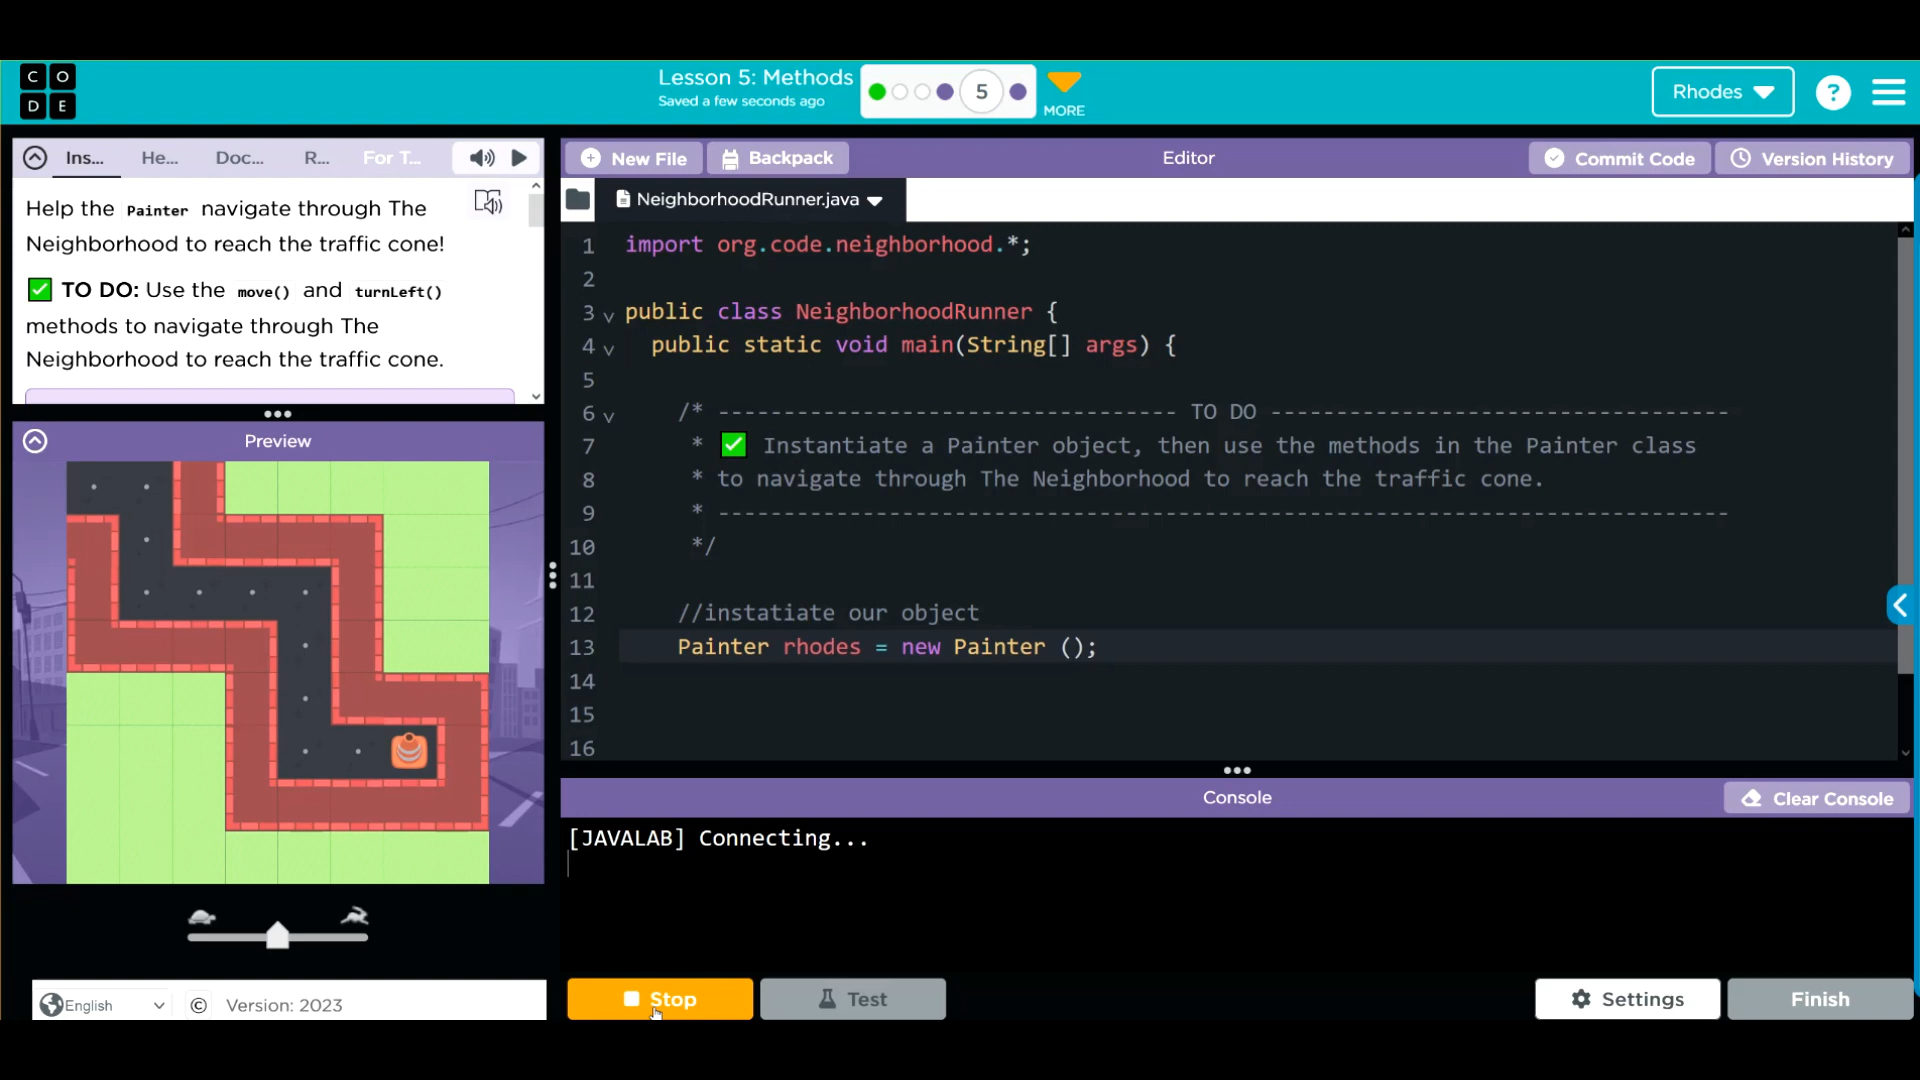 C O
D E
Lesson 5: Methods
Saved a few seconds ago
5
MORE
Rhodes
?
Ins...
He...
Doc...
R...
For T...
Help the Painter navigate through The
Neighborhood to reach the traffic cone!
TO DO: Use the move() and turnLeft()
methods to navigate through The
Neighborhood to reach the traffic cone.
Preview
English
©
Version: 2023
New File
Backpack
Editor
Commit Code
Version History
NeighborhoodRunner.java
1 import org.code.neighborhood.*;
2
3 public class NeighborhoodRunner {
4 public static void main(String[] args) {
5
6 /* ----------------------------------- TO DO -----------------------------------
7 * ✅ Instantiate a Painter object, then use the methods in the Painter class
8 * to navigate through The Neighborhood to reach the traffic cone.
9 * -----------------------------------------------------------------------------
10 */
11
12 //instatiate our object
13 Painter rhodes = new Painter ();
14
15
16
Console
Clear Console
[JAVALAB] Connecting...
Stop
Test
Settings
Finish